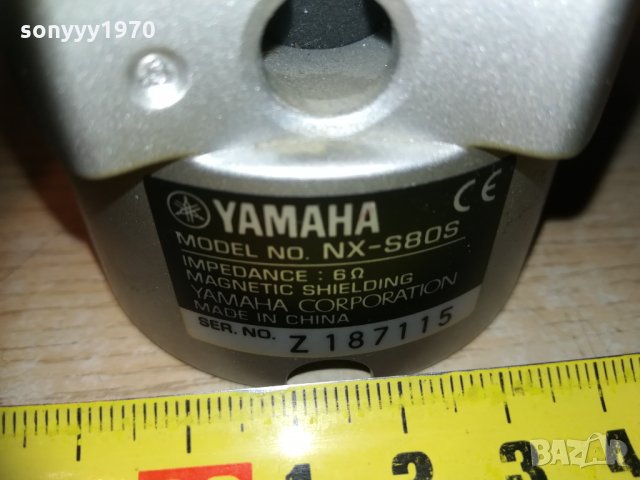 sonyyy1970
YAMAHA
CE
MODEL NO. NX-S80S
IMPEDANCE : 6Ω
MAGNETIC SHIELDING
YAMAHA CORPORATION
MADE IN CHINA
SER. NO. Z 187115
1 2 3 4
BAZAR